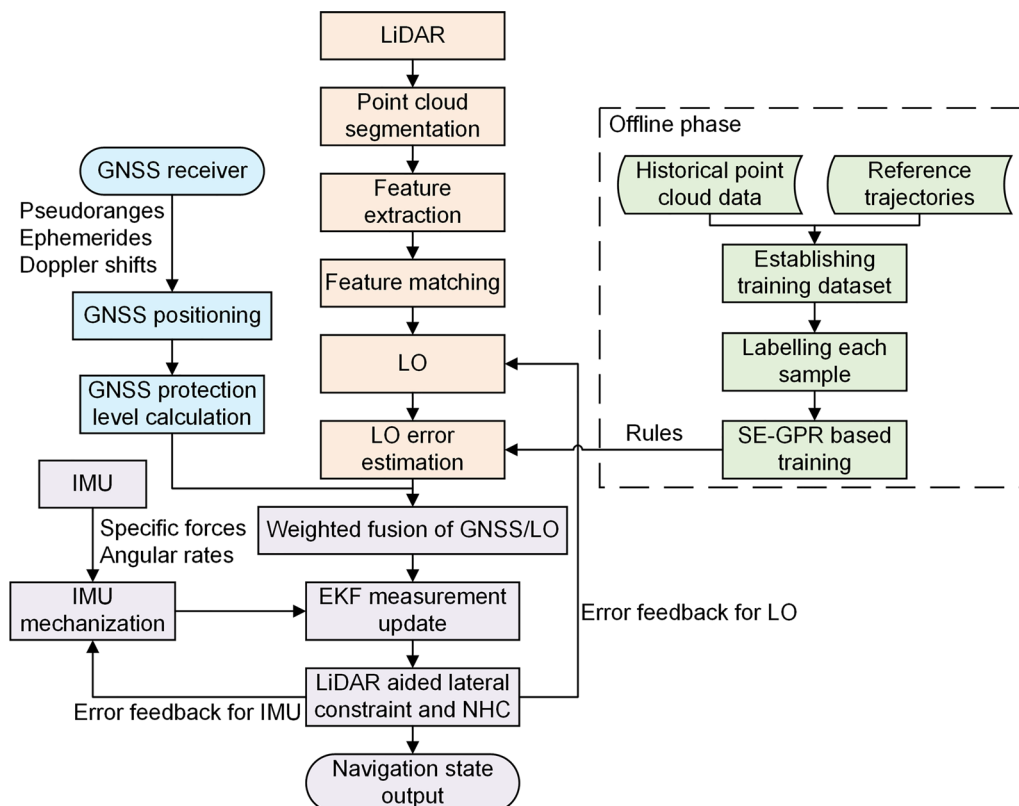 LiDAR
Point cloud
segmentation
Feature
extraction
Feature matching
LO
LO error
estimation
GNSS receiver
Pseudoranges
Ephemerides
Doppler shifts
GNSS positioning
GNSS protection
level calculation
Offline phase
Historical point
cloud data
Reference
trajectories
Establishing
training dataset
Labelling each
sample
SE-GPR based
training
Rules
IMU
Specific forces
Angular rates
IMU
mechanization
Weighted fusion of GNSS/LO
EKF measurement
update
Error feedback for LO
LiDAR aided lateral
constraint and NHC
Error feedback for IMU
Navigation state
output